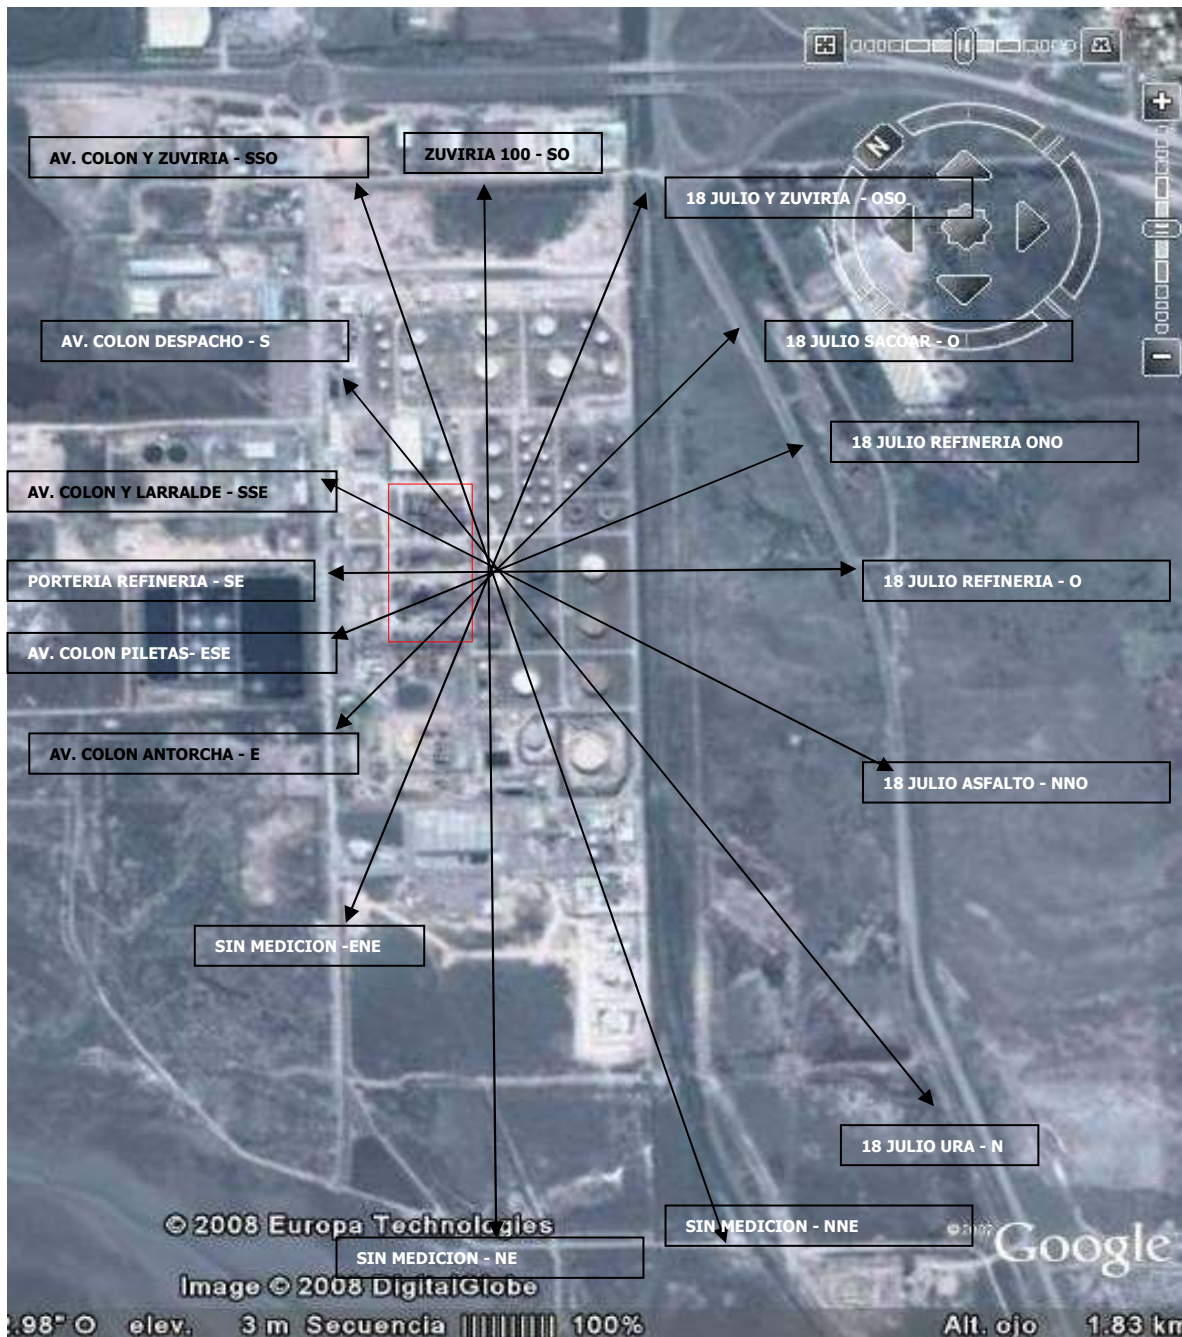 N
AV. COLON Y ZUVIRIA - SSO
ZUVIRIA 100 - SO
18 JULIO Y ZUVIRIA - OSO
AV. COLON DESPACHO - S
18 JULIO SACOAR - O
18 JULIO REFINERIA ONO
AV. COLON Y LARRALDE - SSE
PORTERIA REFINERIA - SE
18 JULIO REFINERIA - O
AV. COLON PILETAS- ESE
AV. COLON ANTORCHA - E
18 JULIO ASFALTO - NNO
SIN MEDICION -ENE
18 JULIO URA - N
SIN MEDICION - NNE
© 2008 Europa Technologies
©2007 Google
SIN MEDICION - NE
Image © 2008 DigitalGlobe
.98" O elev. 3 m Secuencia |||||||||| 100% Alt. ojo 1.83 km